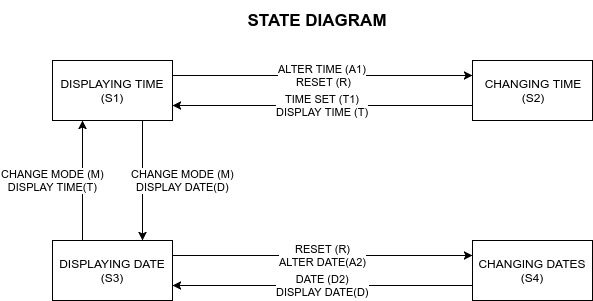 STATE DIAGRAM
DISPLAYING TIME
(S1)
ALTER TIME (A1)
RESET (R)
TIME SET (T1)
DISPLAY TIME (T)
CHANGING TIME
(S2)
CHANGE MODE (M)
DISPLAY TIME(T)
CHANGE MODE (M)
DISPLAY DATE(D)
DISPLAYING DATE
(S3)
RESET (R)
ALTER DATE(A2)
DATE (D2)
DISPLAY DATE(D)
CHANGING DATES
(S4)